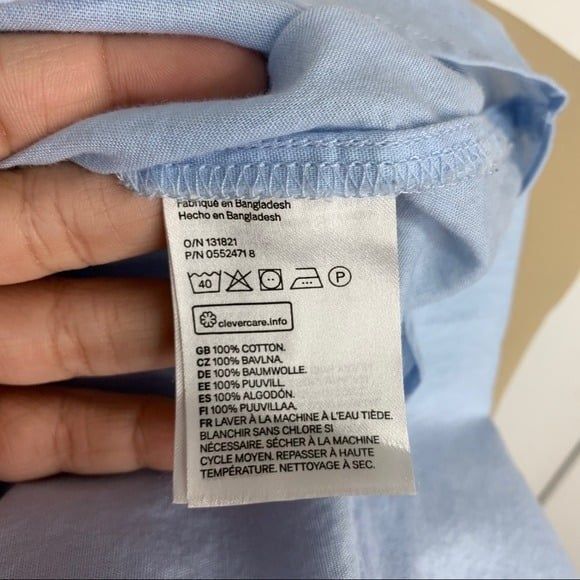 Fabriqué en Bangladesh
Hecho en Bangladesh
O/N 131821
P/N 0552471 8
40 P
clevercare.info
GB 100% COTTON.
CZ 100% BAVLNA.
DE 100% BAUMWOLLE.
EE 100% PUUVILL.
ES 100% ALGODÓN.
FI 100% PUUVILLAA.
FR LAVER À LA MACHINE À L'EAU TIÈDE.
BLANCHIR SANS CHLORE SI
NÉCESSAIRE. SÉCHER À LA MACHINE
CYCLE MOYEN. REPASSER À HAUTE
TEMPÉRATURE. NETTOYAGE À SEC.